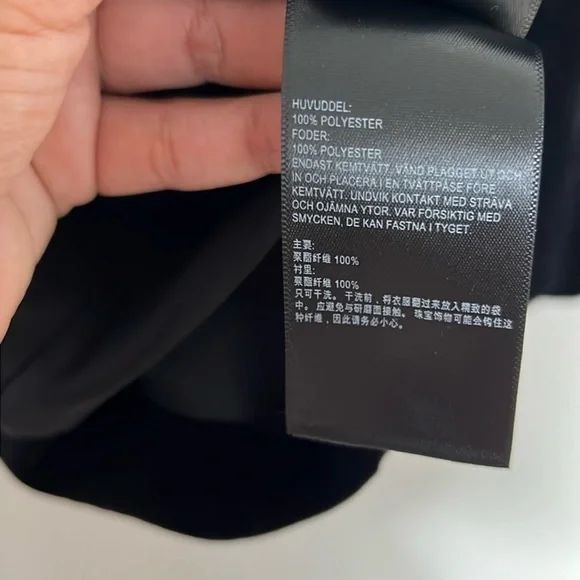 HUVUDDEL:
100% POLYESTER
FODER:
100% POLYESTER
ENDAST KEMTVÄTT. VÄND PLAGGET UT OCH
IN OCH PLACERA I EN TVÄTTPÅSE FÖRE
KEMTVÄTT. UNDVIK KONTAKT MED STRÄVA
OCH OJÄMNA YTOR. VAR FÖRSIKTIG MED
SMYCKEN, DE KAN FASTNA I TYGET.
主要:
聚酯纤维 100%
衬里:
聚酯纤维 100%
只可干洗。干洗前，将衣服翻过来放入精致的袋
中。应避免与研磨面接触。珠宝饰物可能会钩住这
种纤维，因此请务必小心。